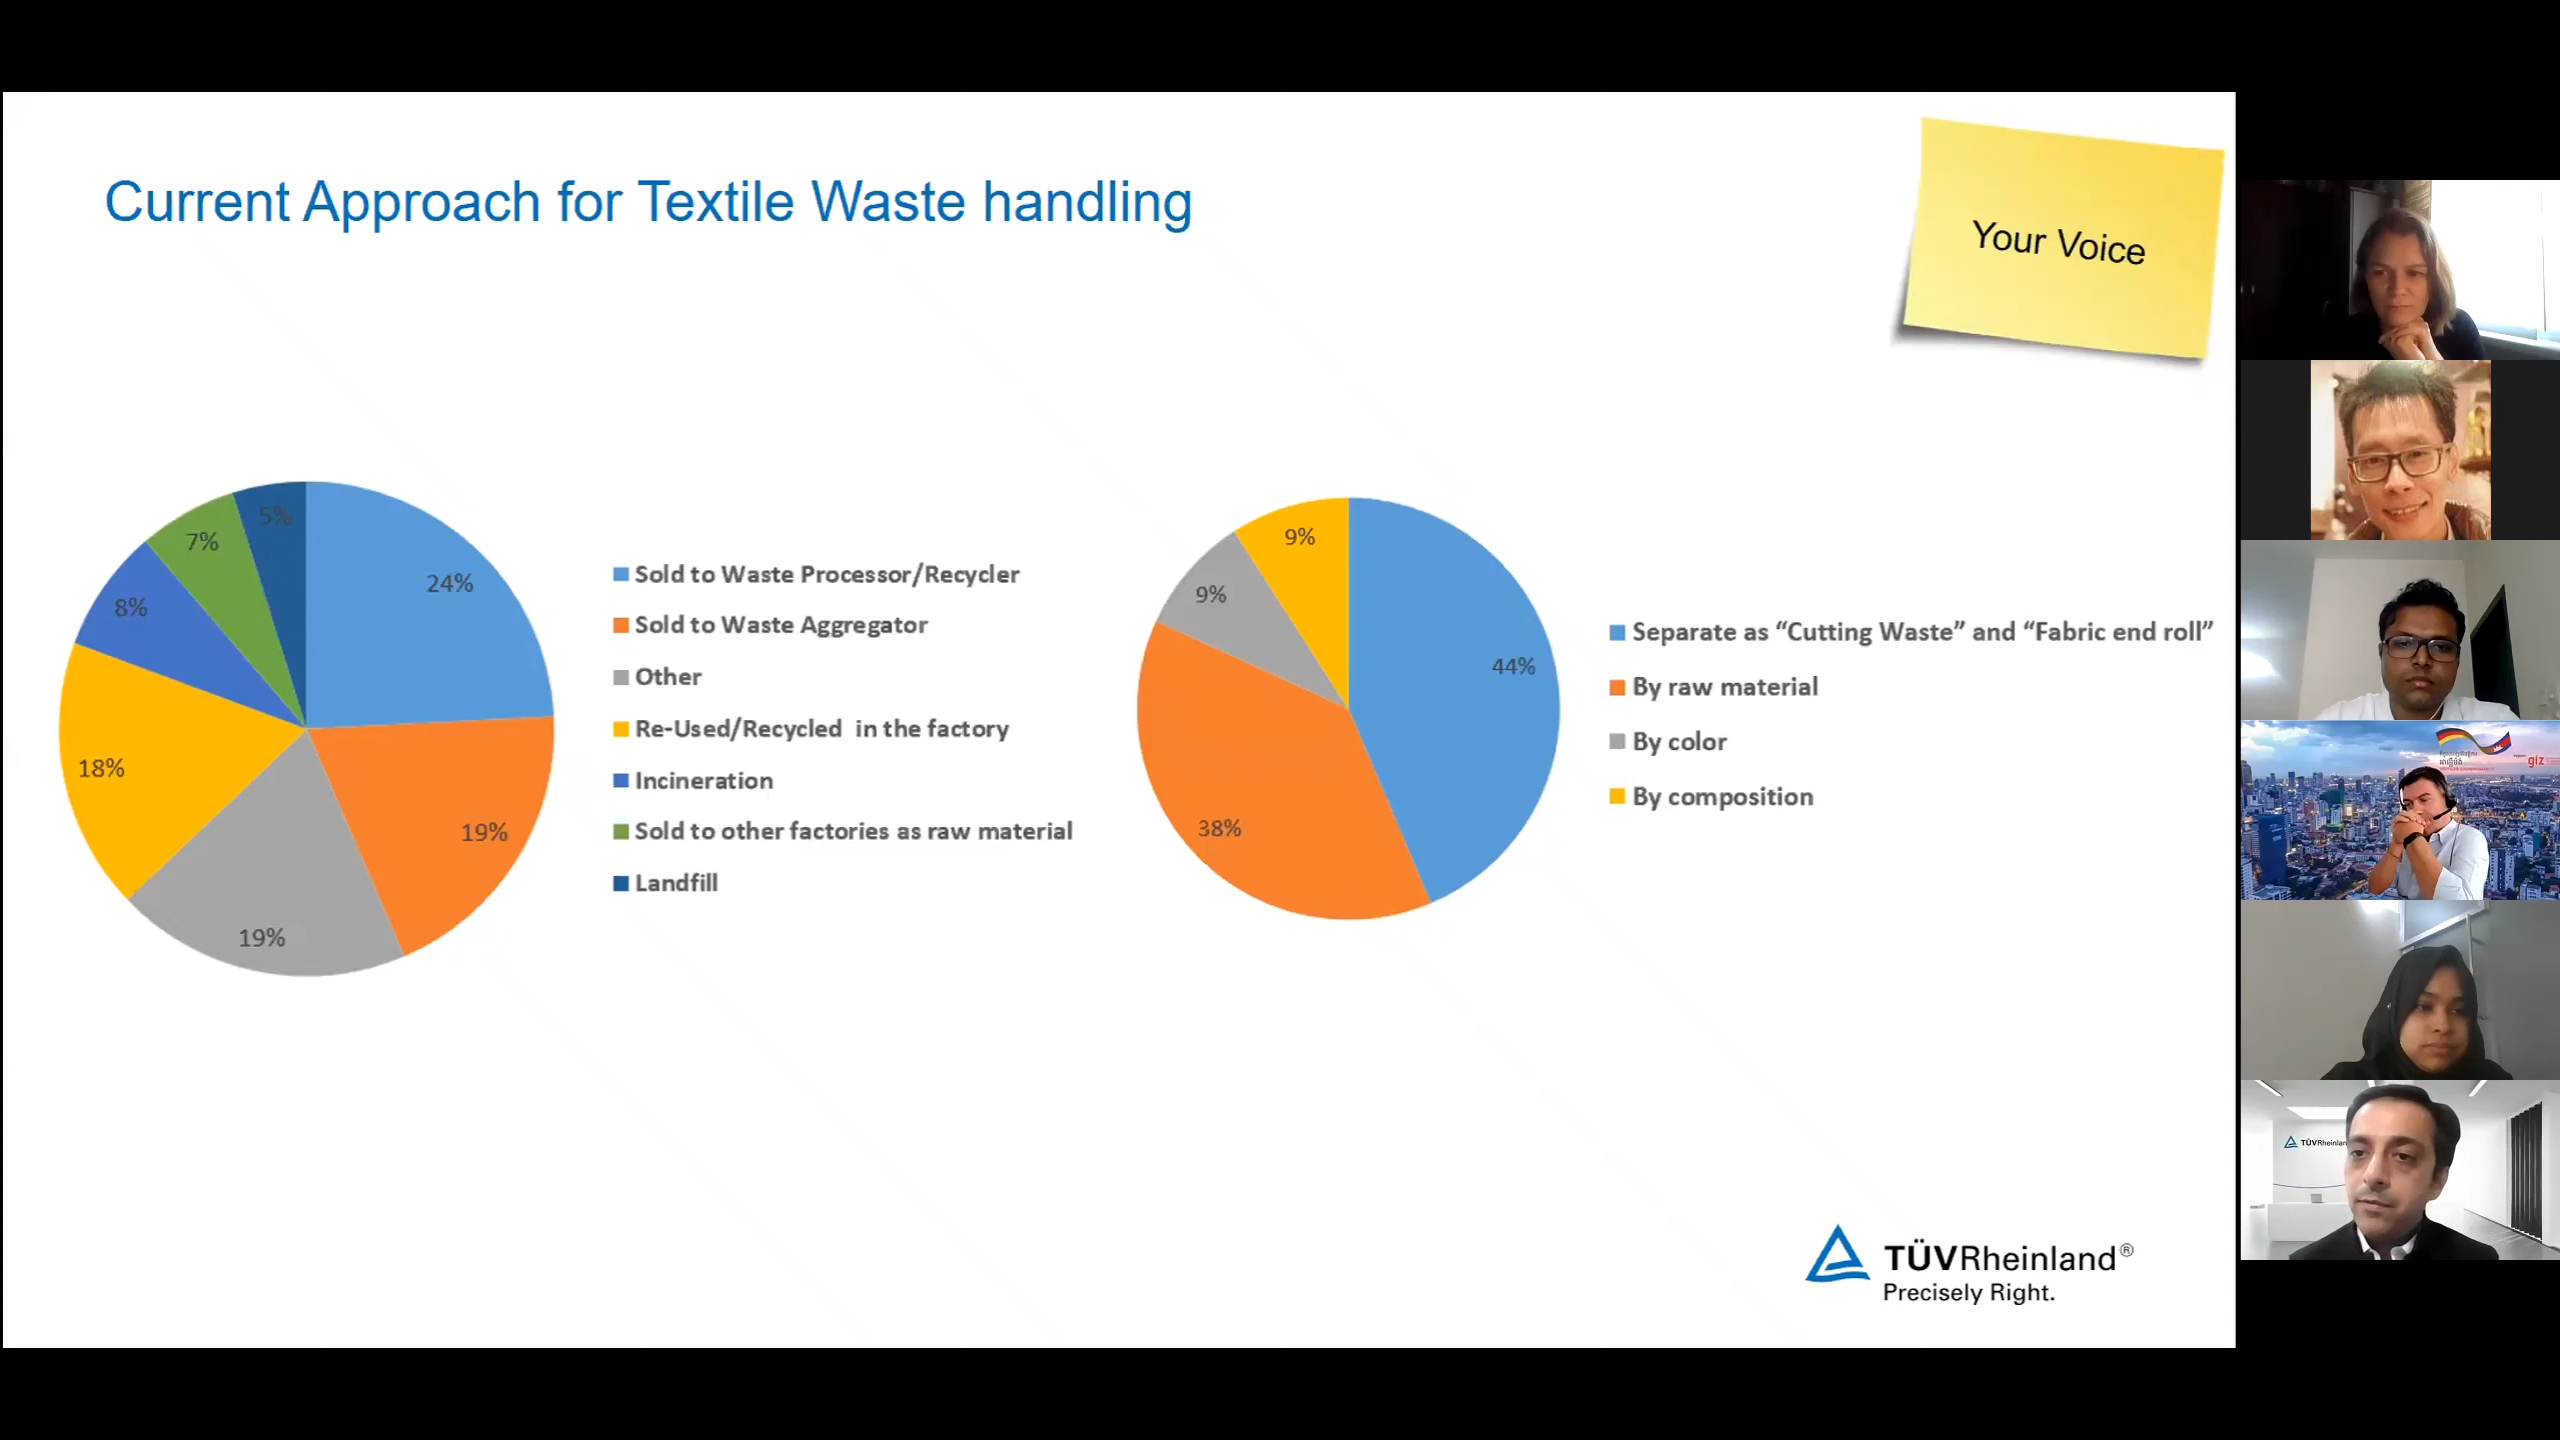 Current Approach for Textile Waste handling
Your Voice
5%
7%
24%
8%
18%
19%
19%
Sold to Waste Processor/Recycler
Sold to Waste Aggregator
Other
Re-Used/Recycled in the factory
Incineration
Sold to other factories as raw material
Landfill
9%
9%
44%
38%
Separate as “Cutting Waste” and “Fabric end roll”
By raw material
By color
By composition
TÜVRheinland®
Precisely Right.
giz
TÜVRheinlan